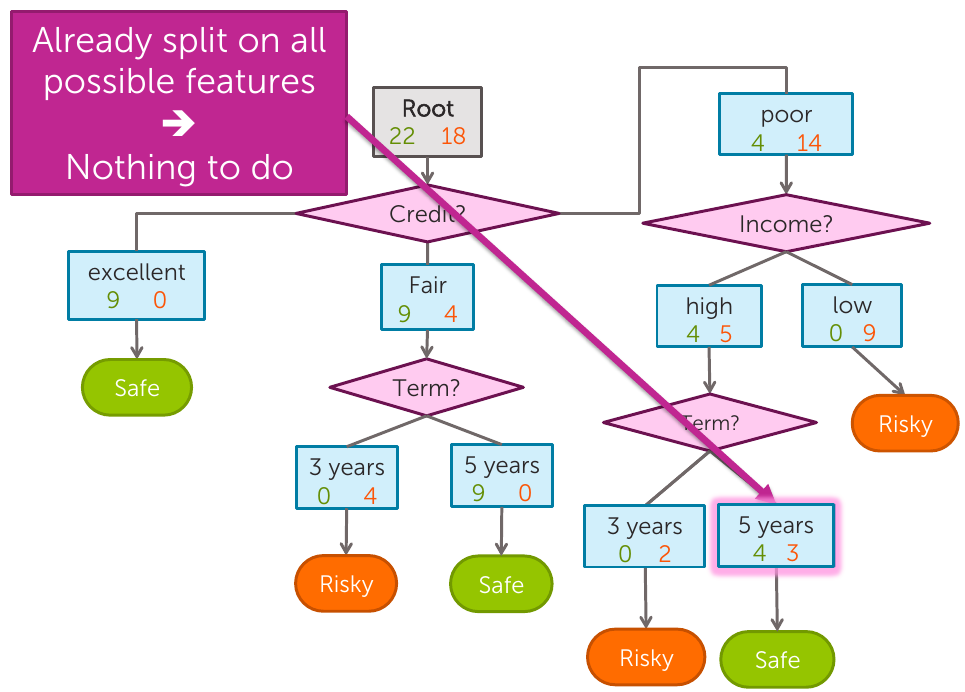 Already split on all
possible features
➔
Nothing to do
Root
22 18
Credit?
poor
4 14
Income?
excellent
9 0
Fair
9 4
high
4 5
low
0 9
Safe
Term?
Term?
Risky
3 years
0 4
5 years
9 0
3 years
0 2
5 years
4 3
Risky
Safe
Risky
Safe